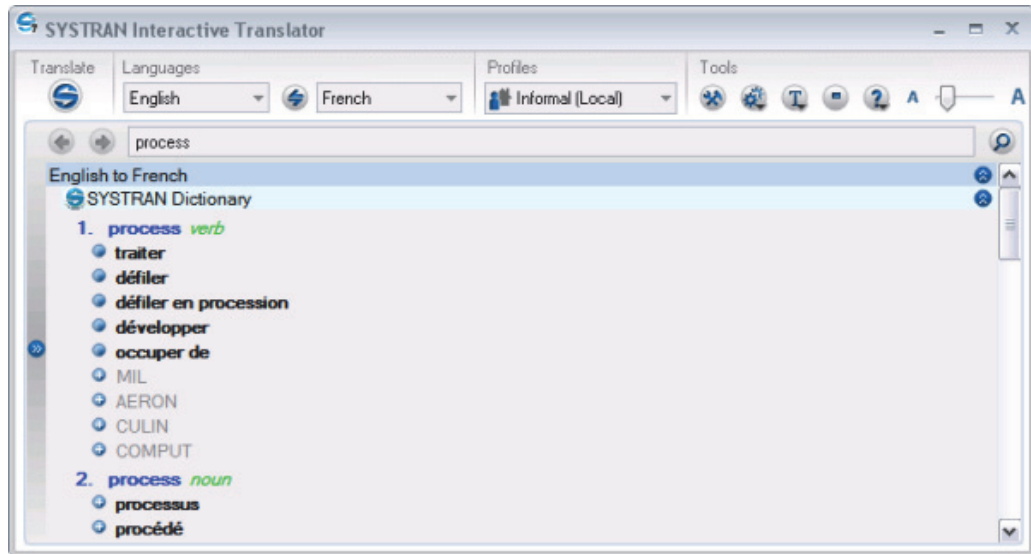 SYSTRAN Interactive Translator
Translate Languages Profiles Tools
English French Informal (Local) T ? A A
process
English to French
SYSTRAN Dictionary
1. process verb
traiter
défiler
défiler en procession
développer
occuper de
MIL
AERON
CULIN
COMPUT
2. process noun
processus
procédé